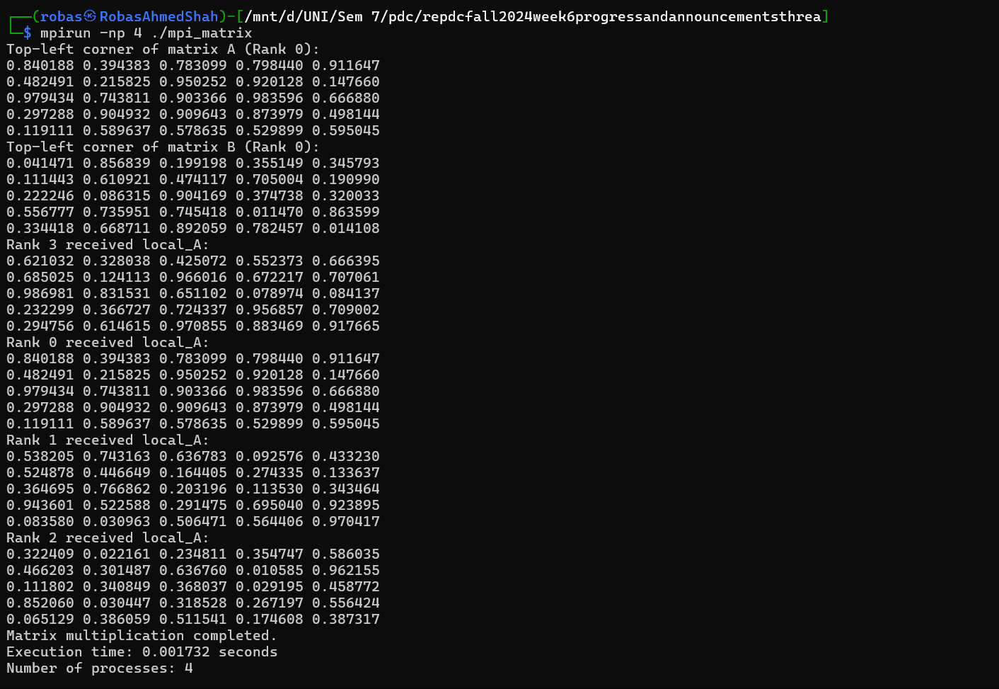 ┌──(robas㉿RobasAhmedShah)-[/mnt/d/UNI/Sem 7/pdc/repdcfall2024week6progressandannouncementsthrea]
└─$ mpirun -np 4 ./mpi_matrix
Top-left corner of matrix A (Rank 0):
0.840188 0.394383 0.783099 0.798440 0.911647
0.482491 0.215825 0.950252 0.920128 0.147660
0.979434 0.743811 0.903366 0.983596 0.666880
0.297288 0.904932 0.909643 0.873979 0.498144
0.119111 0.589637 0.578635 0.529899 0.595045
Top-left corner of matrix B (Rank 0):
0.041471 0.856839 0.199198 0.355149 0.345793
0.111443 0.610921 0.474117 0.705004 0.190990
0.222246 0.086315 0.904169 0.374738 0.320033
0.556777 0.735951 0.745418 0.011470 0.863599
0.334418 0.668711 0.892059 0.782457 0.014108
Rank 3 received local_A:
0.621032 0.328038 0.425072 0.552373 0.666395
0.685025 0.124113 0.966016 0.672217 0.707061
0.986981 0.831531 0.651102 0.078974 0.084137
0.232299 0.366727 0.724337 0.956857 0.709002
0.294756 0.614615 0.970855 0.883469 0.917665
Rank 0 received local_A:
0.840188 0.394383 0.783099 0.798440 0.911647
0.482491 0.215825 0.950252 0.920128 0.147660
0.979434 0.743811 0.903366 0.983596 0.666880
0.297288 0.904932 0.909643 0.873979 0.498144
0.119111 0.589637 0.578635 0.529899 0.595045
Rank 1 received local_A:
0.538205 0.743163 0.636783 0.092576 0.433230
0.524878 0.446649 0.164405 0.274335 0.133637
0.364695 0.766862 0.203196 0.113530 0.343464
0.943601 0.522588 0.291475 0.695040 0.923895
0.083580 0.030963 0.506471 0.564406 0.970417
Rank 2 received local_A:
0.322409 0.022161 0.234811 0.354747 0.586035
0.466203 0.301487 0.636760 0.010585 0.962155
0.111802 0.340849 0.368037 0.029195 0.458772
0.852060 0.030447 0.318528 0.267197 0.556424
0.065129 0.386059 0.511541 0.174608 0.387317
Matrix multiplication completed.
Execution time: 0.001732 seconds
Number of processes: 4